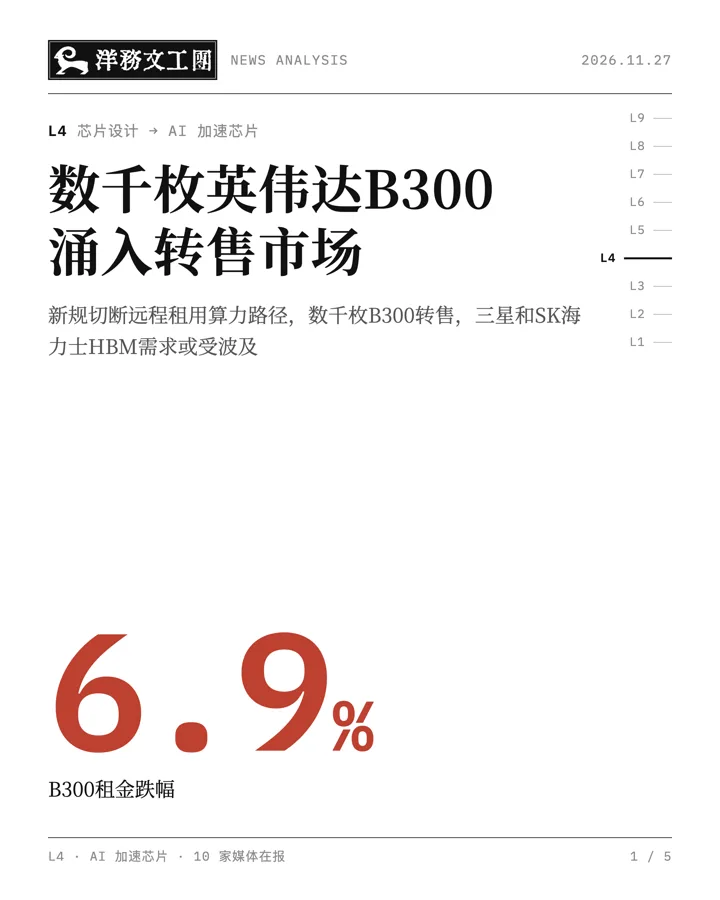 洋務文工團 NEWS ANALYSIS 2026.11.27
L4 芯片设计 → AI 加速芯片
数千枚英伟达B300
涌入转售市场
新规切断远程租用算力路径，数千枚B300转售，三星和SK海
力士HBM需求或受波及
L9
L8
L7
L6
L5
L4
L3
L2
L1
6.9%
B300租金跌幅
L4 · AI 加速芯片 · 10 家媒体在报 1 / 5